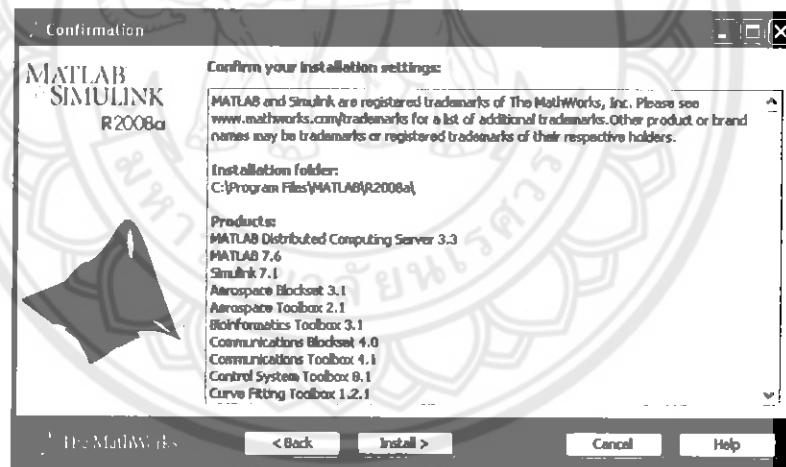 Confirmation
MATLAB
SIMULINK
R2008a
Confirm your installation settings:
MATLAB and Simulink are registered trademarks of The MathWorks, Inc. Please see
www.mathworks.com/trademarks for a list of additional trademarks. Other product or brand
names may be trademarks or registered trademarks of their respective holders.
Installation folder:
C:\Program Files\MATLAB\R2008a\
Products:
MATLAB Distributed Computing Server 3.3
MATLAB 7.6
Simulink 7.1
Aerospace Blockset 3.1
Aerospace Toolbox 2.1
Bioinformatics Toolbox 3.1
Communications Blockset 4.0
Communications Toolbox 4.1
Control System Toolbox 8.1
Curve Fitting Toolbox 1.2.1
The MathWorks
< Back
Install >
Cancel
Help